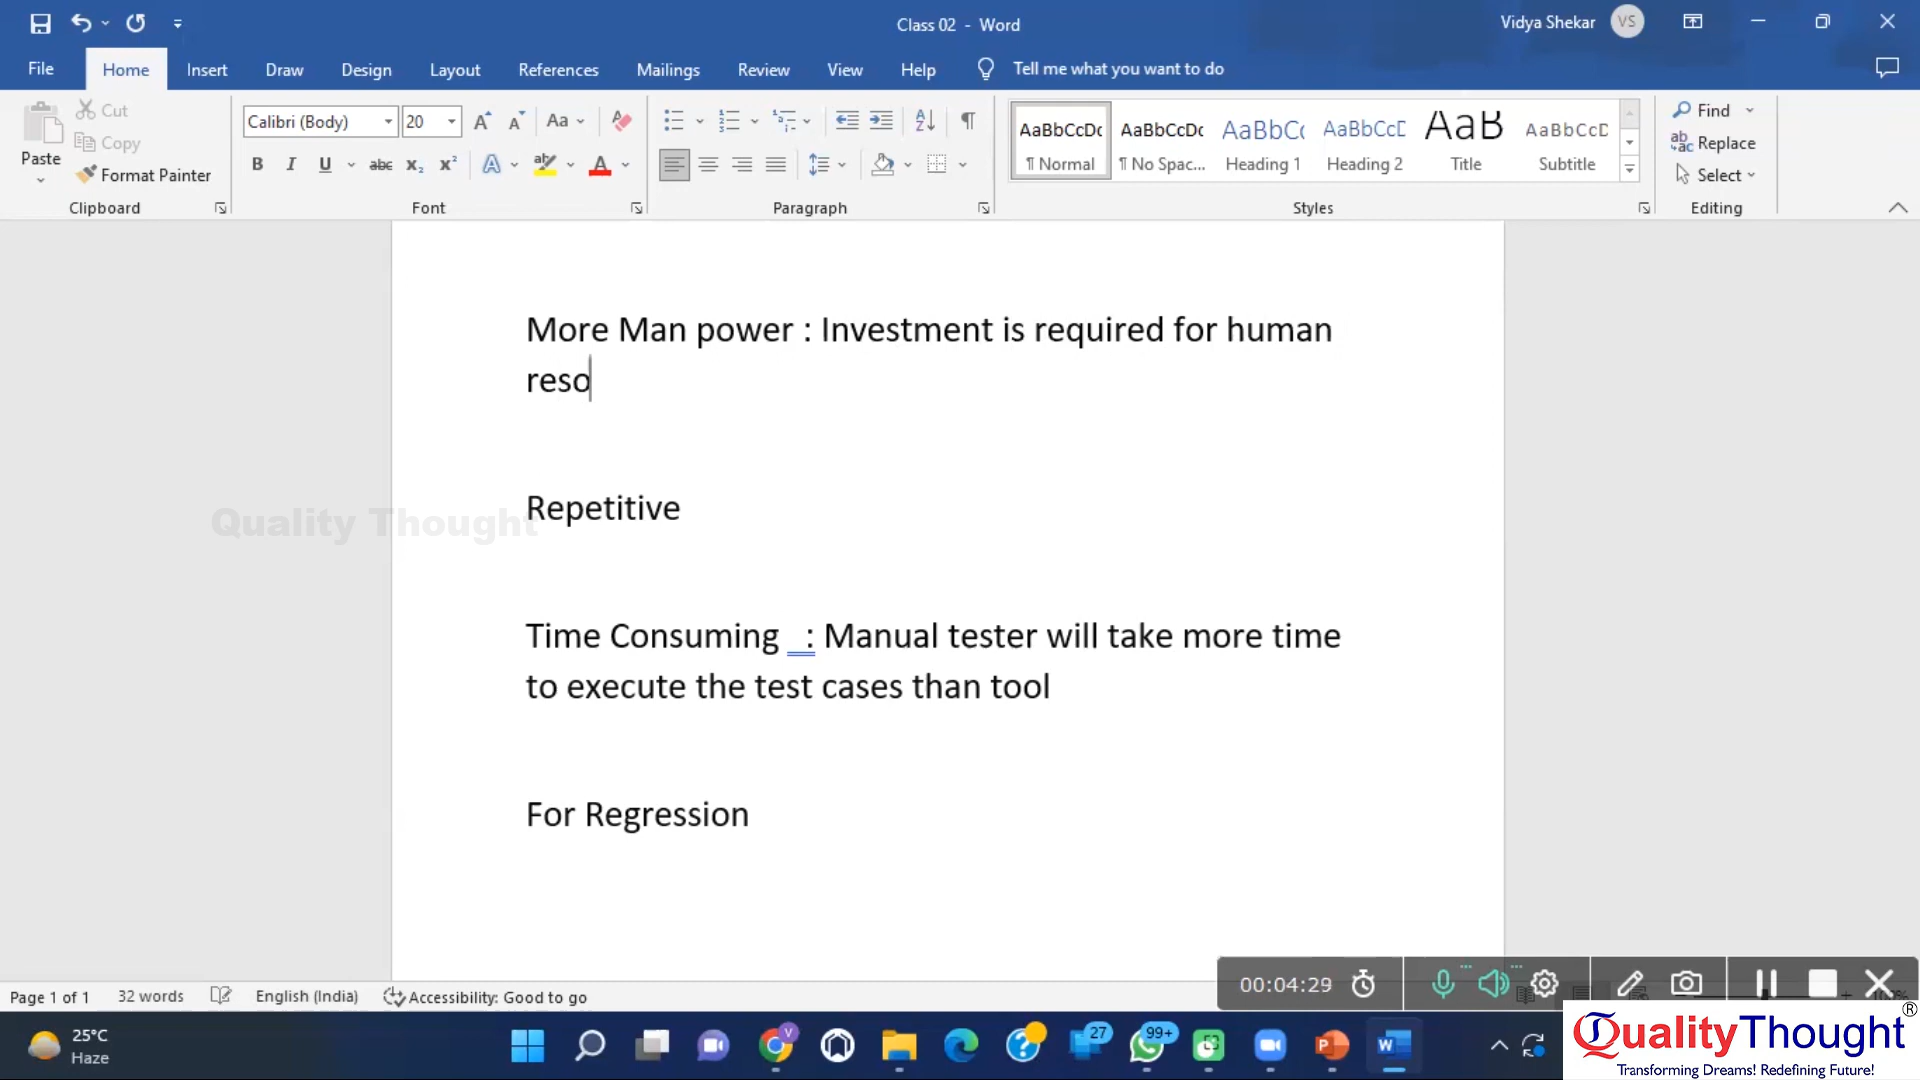 Class 02 - Word
Vidya Shekar
VS
File
Home
Insert
Draw
Design
Layout
References
Mailings
Review
View
Help
Tell me what you want to do
Paste
Cut
Copy
Format Painter
Clipboard
Calibri (Body)
20
Font
Paragraph
AaBbCcDc
¶ Normal
AaBbCcDc
¶ No Spac...
AaBbC(
Heading 1
AaBbCcE
Heading 2
AaB
Title
AaBbCcD
Subtitle
Styles
Find
Replace
Select
Editing
More Man power : Investment is required for human
reso
Repetitive
Quality Thought
Time Consuming _: Manual tester will take more time
to execute the test cases than tool
For Regression
00:04:29
Page 1 of 1
32 words
English (India)
Accessibility: Good to go
25°C
Haze
27
99+
QualityThought®
Transforming Dreams! Redefining Future!